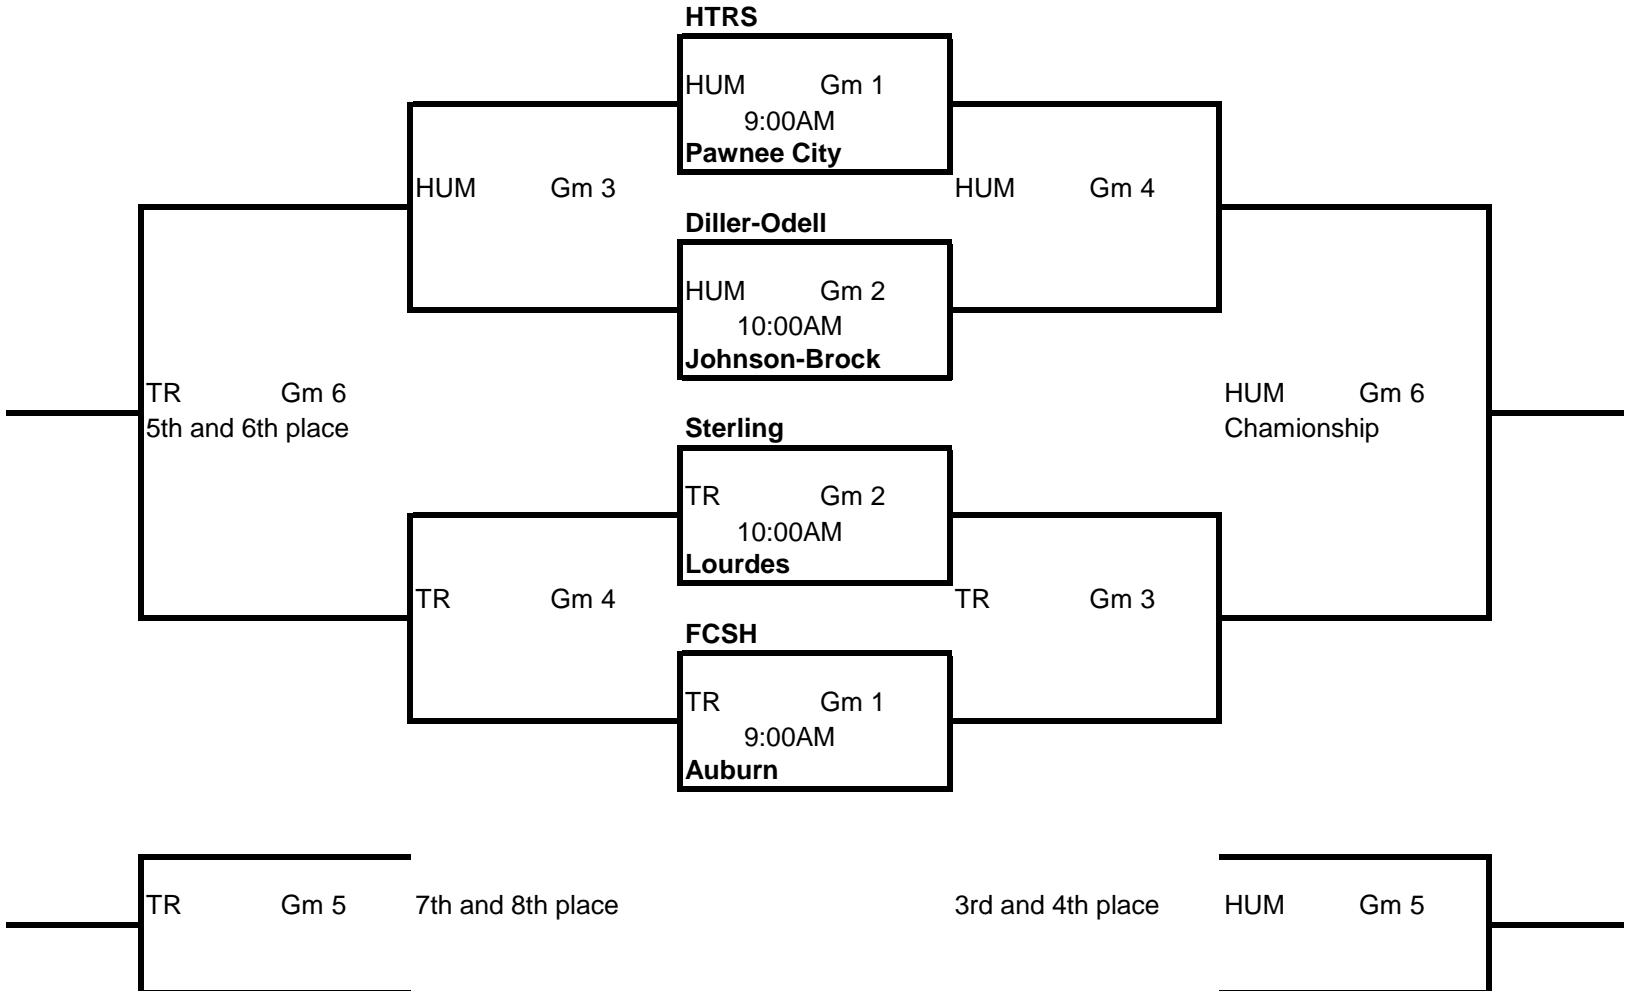 HTRS
HUM Gm 1
9:00AM
Pawnee City
HUM Gm 3
HUM Gm 4
Diller-Odell
HUM Gm 2
10:00AM
Johnson-Brock
TR Gm 6
5th and 6th place
HUM Gm 6
Chamionship
Sterling
TR Gm 2
10:00AM
Lourdes
TR Gm 4
TR Gm 3
FCSH
TR Gm 1
9:00AM
Auburn
TR Gm 5 7th and 8th place
3rd and 4th place HUM Gm 5